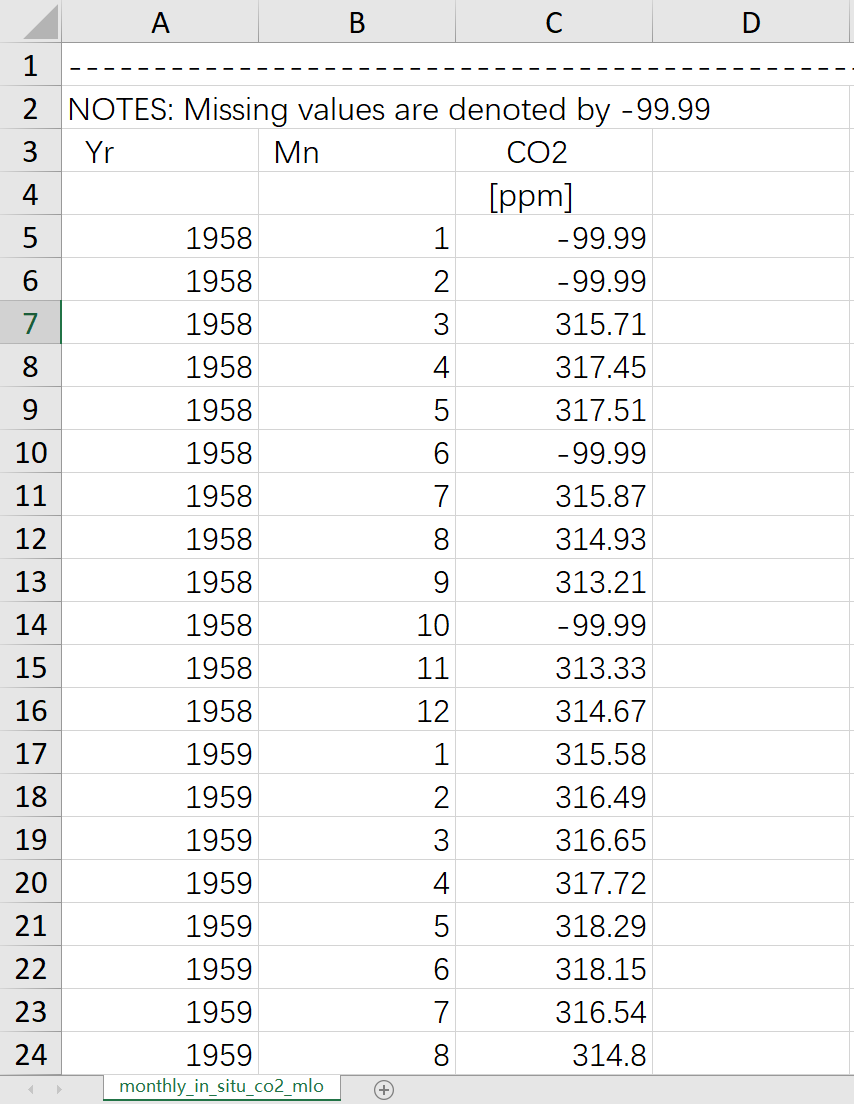 A B C D
1 ------------------------------------------------
2 NOTES: Missing values are denoted by -99.99
3 Yr Mn CO2
4 [ppm]
5 1958 1 -99.99
6 1958 2 -99.99
7 1958 3 315.71
8 1958 4 317.45
9 1958 5 317.51
10 1958 6 -99.99
11 1958 7 315.87
12 1958 8 314.93
13 1958 9 313.21
14 1958 10 -99.99
15 1958 11 313.33
16 1958 12 314.67
17 1959 1 315.58
18 1959 2 316.49
19 1959 3 316.65
20 1959 4 317.72
21 1959 5 318.29
22 1959 6 318.15
23 1959 7 316.54
24 1959 8 314.8
monthly_in_situ_co2_mlo